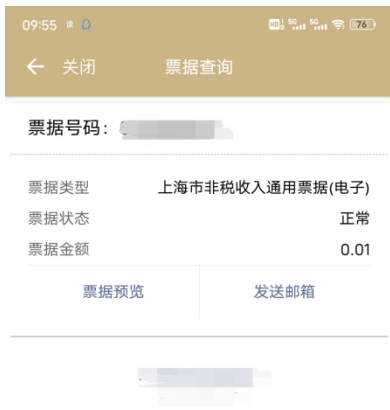 09:55 HD 5G 5G 76
关闭 票据查询
票据号码:
票据类型 上海市非税收入通用票据(电子)
票据状态 正常
票据金额 0.01
票据预览 发送邮箱